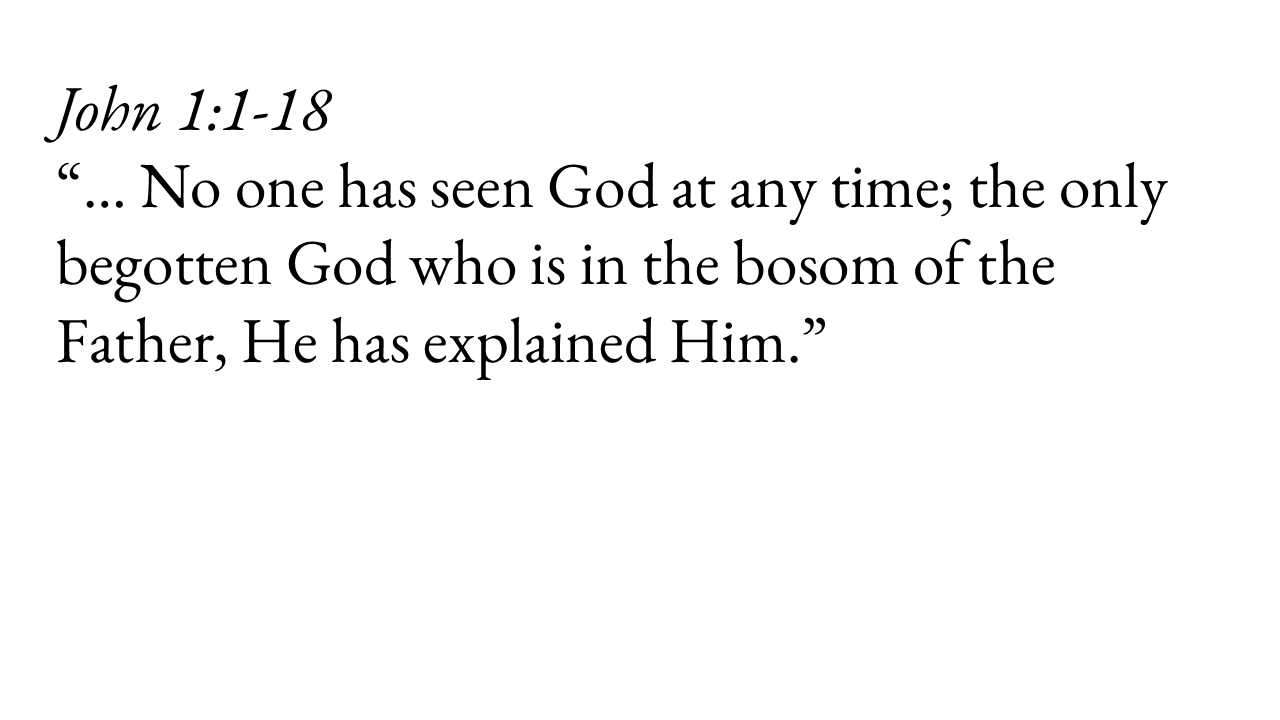 John 1:1-18
“… No one has seen God at any time; the only
begotten God who is in the bosom of the
Father, He has explained Him.”